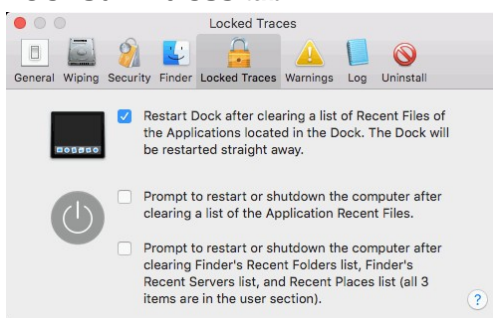 Locked Traces
General Wiping Security Finder Locked Traces Warnings Log Uninstall
Restart Dock after clearing a list of Recent Files of
the Applications located in the Dock. The Dock will
be restarted straight away.
Prompt to restart or shutdown the computer after
clearing a list of the Application Recent Files.
Prompt to restart or shutdown the computer after
clearing Finder's Recent Folders list, Finder's
Recent Servers list, and Recent Places list (all 3
items are in the user section).
?